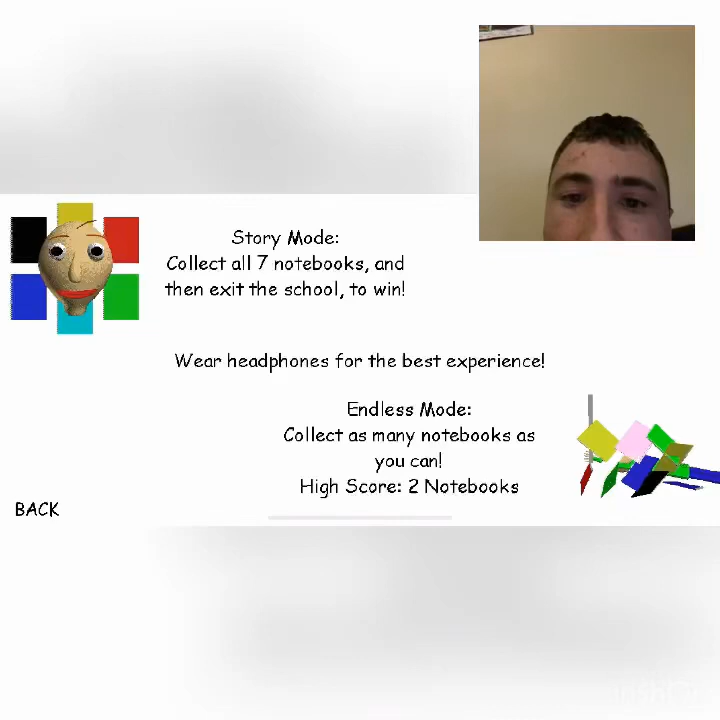 Story Mode:
Collect all 7 notebooks, and
then exit the school, to win!
Wear headphones for the best experience!
Endless Mode:
Collect as many notebooks as
you can!
High Score: 2 Notebooks
BACK